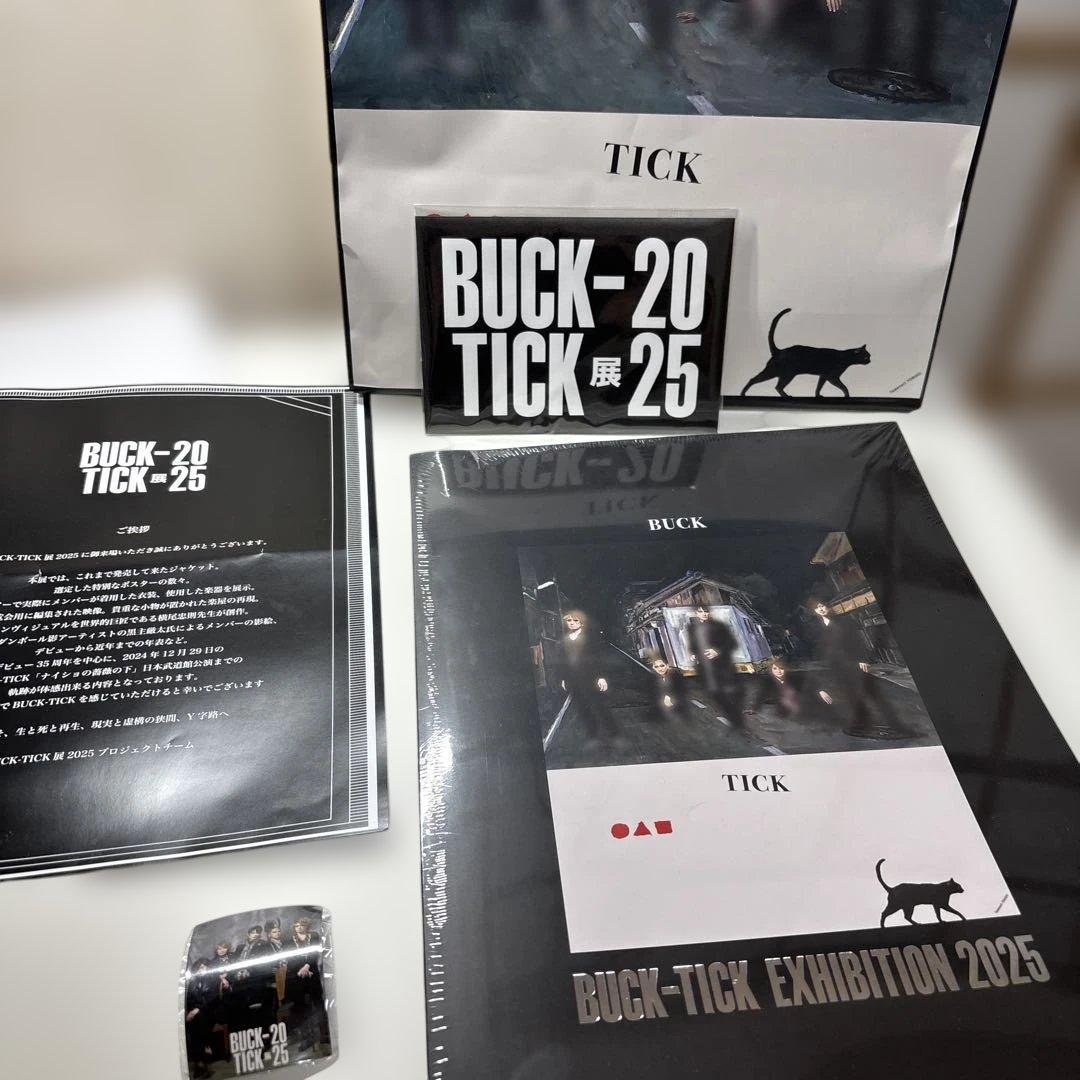 TICK
BUCK-20
TICK展25
BUCK-20
TICK展25
ご挨拶
CK-TICK 展 2025 に御来場いただき誠にありがとうございます。
本展では、これまで発売して来たジャケット。
選定した特別なポスターの数々。
ーで実際にメンバーが着用した衣装、使用した楽器を展示。
覧会用に編集された映像。貴重な小物が置かれた楽屋の再現。
ンヴィジュアルを世界的巨匠である横尾忠則先生が創作。
ダンボール影アーティストの黒主厳太氏によるメンバーの影絵、
デビューから近年までの年表など。
デビュー 35 周年を中心に、2024 年 12 月 29 日の
-TICK「ナイショの薔薇の下」日本武道館公演までの
軌跡が体感出来る内容となっております。
で BUCK-TICK を感じていただけると幸いでございます
、生と死と再生、現実と虚構の狭間、Y 字路へ
CK-TICK 展 2025 プロジェクトチーム
BUCK-20
TICK
BUCK
TICK
BUCK-TICK EXHIBITION 2025
BUCK-20
TICK展25